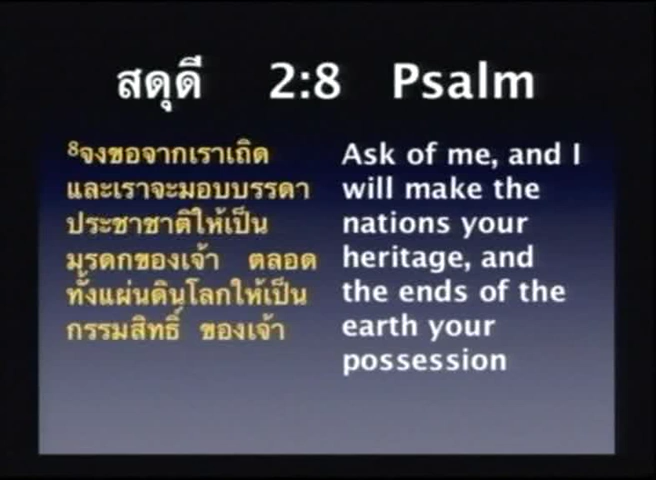 สดุดี 2:8 Psalm
⁸จงขอจากเราเถิด
และเราจะมอบบรรดา
ประชาชาติให้เป็น
มรดกของเจ้า ตลอด
ทั้งแผ่นดินโลกให้เป็น
กรรมสิทธิ์ ของเจ้า
Ask of me, and I
will make the
nations your
heritage, and
the ends of the
earth your
possession